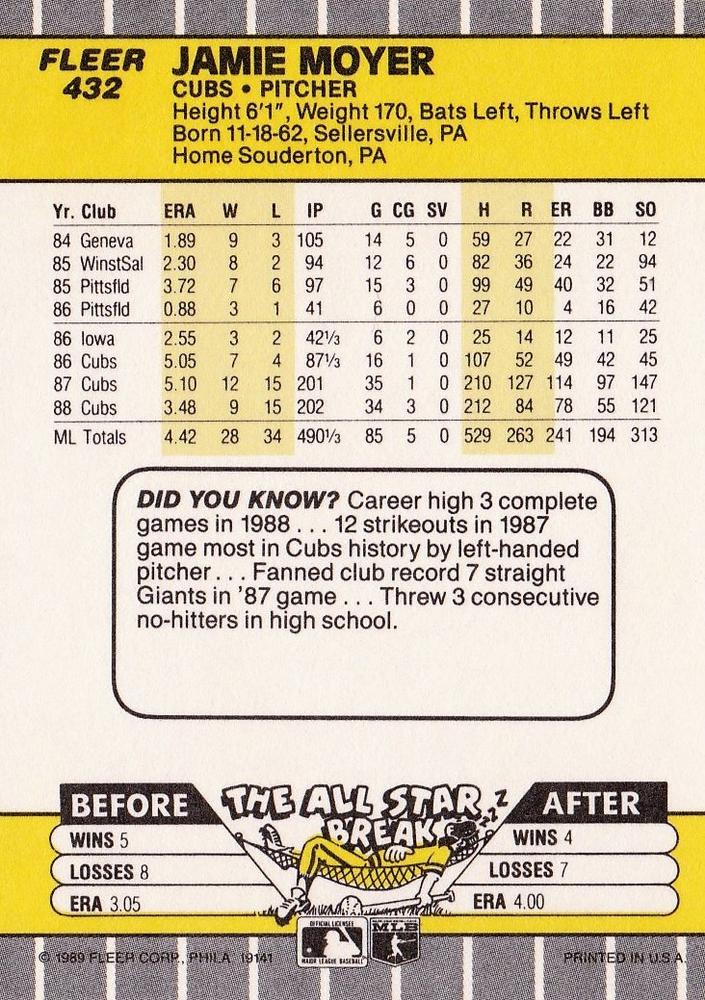 FLEER
432
JAMIE MOYER
CUBS • PITCHER
Height 6'1", Weight 170, Bats Left, Throws Left
Born 11-18-62, Sellersville, PA
Home Souderton, PA
Yr. Club ERA W L IP G CG SV H R ER BB SO
84 Geneva 1.89 9 3 105 14 5 0 59 27 22 31 12
85 WinstSal 2.30 8 2 94 12 6 0 82 36 24 22 94
85 Pittsfld 3.72 7 6 97 15 3 0 99 49 40 32 51
86 Pittsfld 0.88 3 1 41 6 0 0 27 10 4 16 42
86 Iowa 2.55 3 2 42⅓ 6 2 0 25 14 12 11 25
86 Cubs 5.05 7 4 87⅓ 16 1 0 107 52 49 42 45
87 Cubs 5.10 12 15 201 35 1 0 210 127 114 97 147
88 Cubs 3.48 9 15 202 34 3 0 212 84 78 55 121
ML Totals 4.42 28 34 490⅓ 85 5 0 529 263 241 194 313
DID YOU KNOW? Career high 3 complete
games in 1988 . . . 12 strikeouts in 1987
game most in Cubs history by left-handed
pitcher . . . Fanned club record 7 straight
Giants in '87 game . . . Threw 3 consecutive
no-hitters in high school.
THE ALL STAR
BREAK
ZZZ
BEFORE
WINS 5
LOSSES 8
ERA 3.05
AFTER
WINS 4
LOSSES 7
ERA 4.00
OFFICIAL LICENSEE
MAJOR LEAGUE BASEBALL
MLB
© 1989 FLEER CORP., PHILA. 19141
PRINTED IN U.S.A.